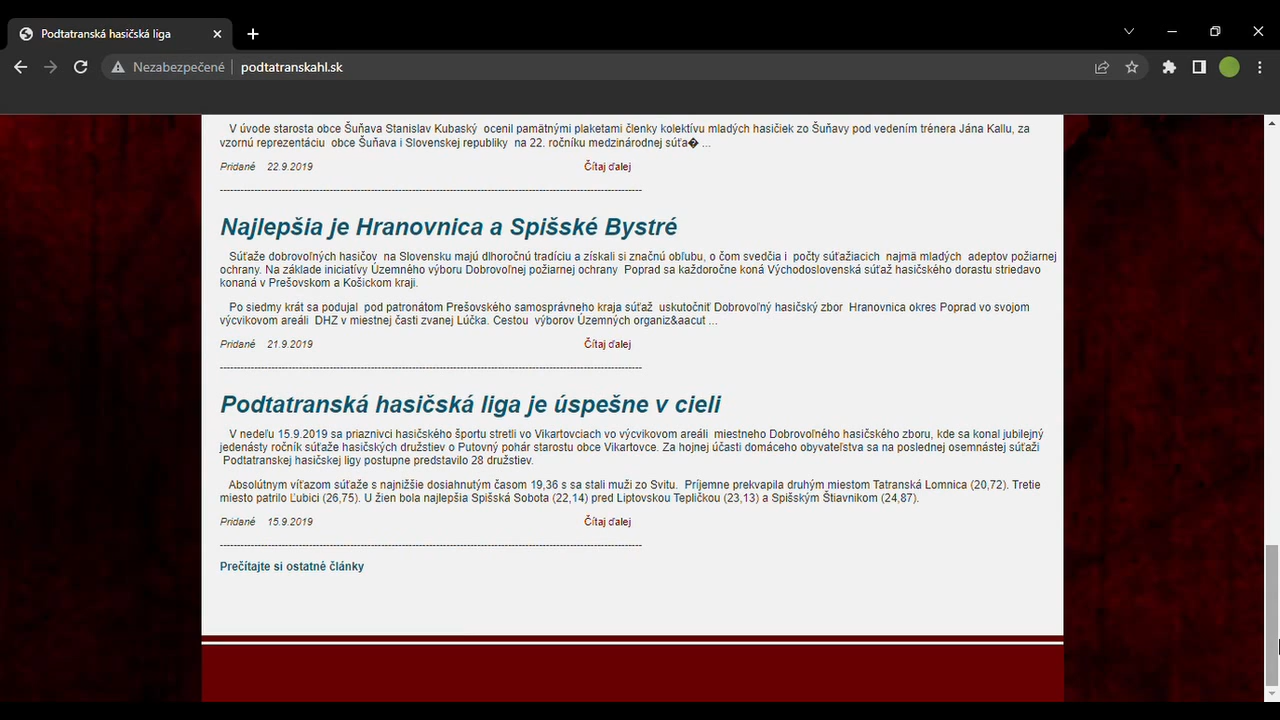 Podtatranská hasičská liga
Nezabezpečené
podtatranskahl.sk
V úvode starosta obce Šuňava Stanislav Kubaský ocenil pamätnými plaketami členky kolektívu mladých hasičiek zo Šuňavy pod vedením trénera Jána Kallu, za
vzornú reprezentáciu obce Šuňava i Slovenskej republiky na 22. ročníku medzinárodnej súťa� ...
Pridané 22.9.2019 Čítaj ďalej
Najlepšia je Hranovnica a Spišské Bystré
Súťaže dobrovoľných hasičov na Slovensku majú dlhoročnú tradíciu a získali si značnú obľubu, o čom svedčia i počty súťažiacich najmä mladých adeptov požiarnej
ochrany. Na základe iniciatívy Územného výboru Dobrovoľnej požiarnej ochrany Poprad sa každoročne koná Východoslovenská súťaž hasičského dorastu striedavo
konaná v Prešovskom a Košickom kraji.
Po siedmy krát sa podujal pod patronátom Prešovského samosprávneho kraja súťaž uskutočniť Dobrovoľný hasičský zbor Hranovnica okres Poprad vo svojom
výcvikovom areáli DHZ v miestnej časti zvanej Lúčka. Cestou výborov Územných organiz&aacut ...
Pridané 21.9.2019 Čítaj ďalej
Podtatranská hasičská liga je úspešne v cieli
V nedeľu 15.9.2019 sa priaznivci hasičského športu stretli vo Vikartovciach vo výcvikovom areáli miestneho Dobrovoľného hasičského zboru, kde sa konal jubilejný
jedenásty ročník súťaže hasičských družstiev o Putovný pohár starostu obce Vikartovce. Za hojnej účasti domáceho obyvateľstva sa na poslednej osemnástej súťaži
Podtatranskej hasičskej ligy postupne predstavilo 28 družstiev.
Absolútnym víťazom súťaže s najnižšie dosiahnutým časom 19,36 s sa stali muži zo Svitu. Príjemne prekvapila druhým miestom Tatranská Lomnica (20,72). Tretie
miesto patrilo Ľubici (26,75). U žien bola najlepšia Spišská Sobota (22,14) pred Liptovskou Tepličkou (23,13) a Spišským Štiavnikom (24,87).
Pridané 15.9.2019 Čítaj ďalej
Prečítajte si ostatné články